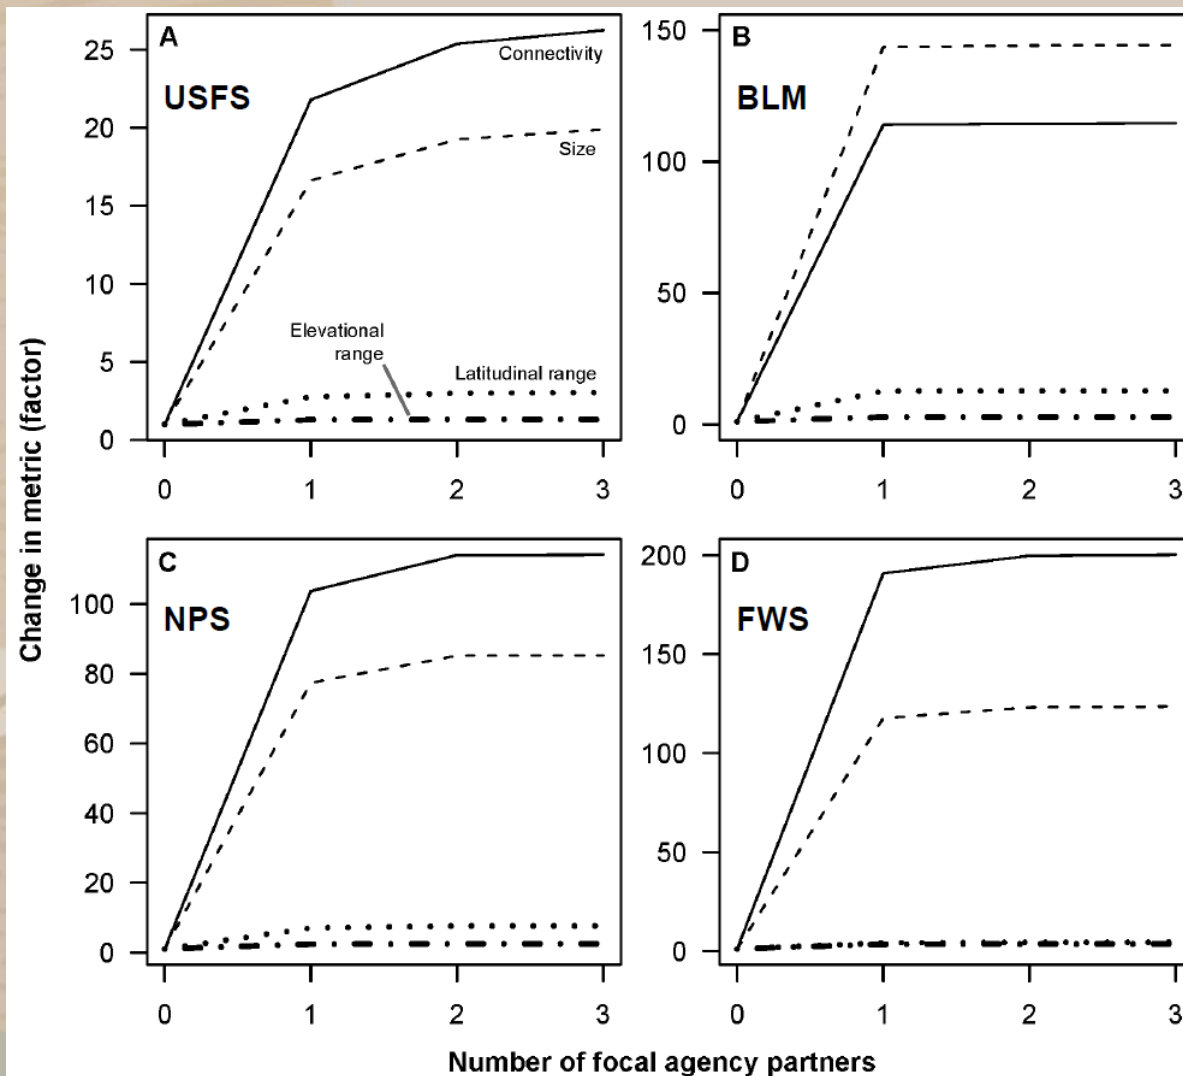 Change in metric (factor)
A
USFS
25
20
15
10
5
0
Connectivity
Size
Elevational
range
Latitudinal range
0 1 2 3
B
BLM
150
100
50
0
0 1 2 3
C
NPS
100
80
60
40
20
0
0 1 2 3
D
FWS
200
150
100
50
0
0 1 2 3
Number of focal agency partners